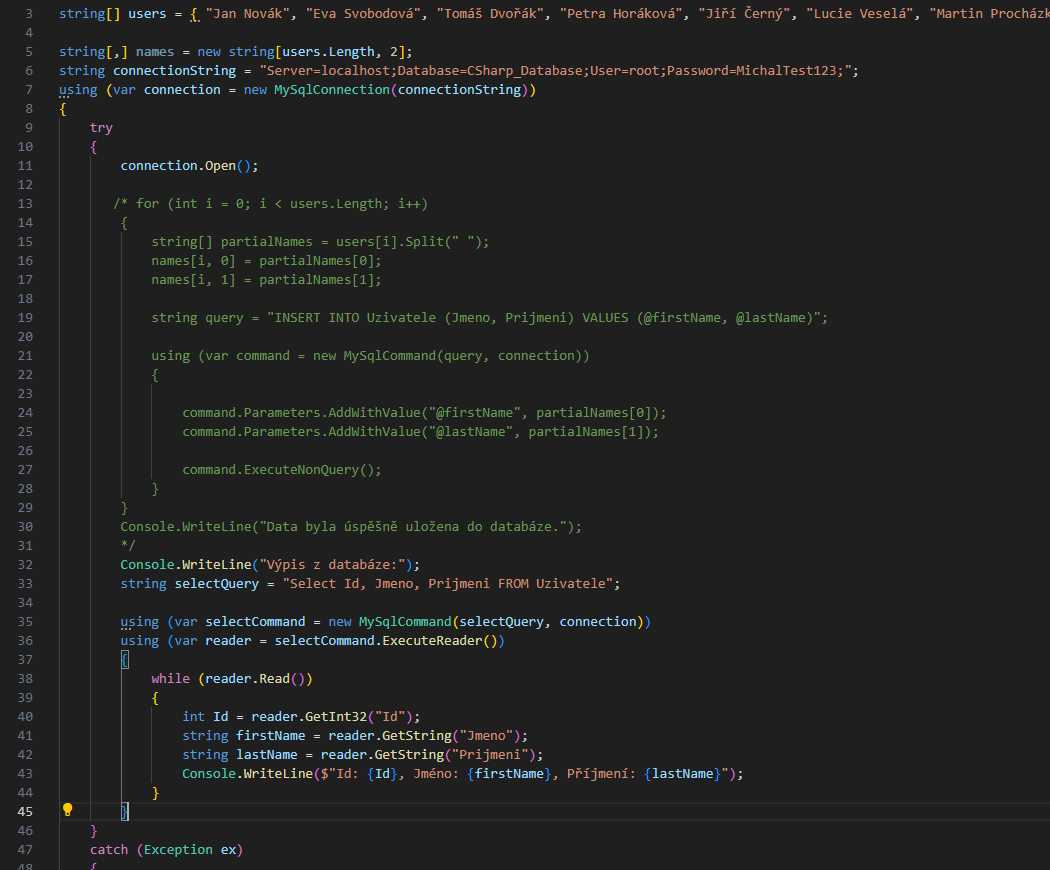 3 string[] users = { "Jan Novák", "Eva Svobodová", "Tomáš Dvořák", "Petra Horáková", "Jiří Černý", "Lucie Veselá", "Martin Procházk
4
5 string[,] names = new string[users.Length, 2];
6 string connectionString = "Server=localhost;Database=CSharp_Database;User=root;Password=MichalTest123;";
7 using (var connection = new MySqlConnection(connectionString))
8 {
9     try
10     {
11         connection.Open();
12
13        /* for (int i = 0; i < users.Length; i++)
14         {
15             string[] partialNames = users[i].Split(" ");
16             names[i, 0] = partialNames[0];
17             names[i, 1] = partialNames[1];
18
19             string query = "INSERT INTO Uzivatele (Jmeno, Prijmeni) VALUES (@firstName, @lastName)";
20
21             using (var command = new MySqlCommand(query, connection))
22             {
23
24                 command.Parameters.AddWithValue("@firstName", partialNames[0]);
25                 command.Parameters.AddWithValue("@lastName", partialNames[1]);
26
27                 command.ExecuteNonQuery();
28             }
29         }
30         Console.WriteLine("Data byla úspěšně uložena do databáze.");
31         */
32         Console.WriteLine("Výpis z databáze:");
33         string selectQuery = "Select Id, Jmeno, Prijmeni FROM Uzivatele";
34
35         using (var selectCommand = new MySqlCommand(selectQuery, connection))
36         using (var reader = selectCommand.ExecuteReader())
37         {
38             while (reader.Read())
39             {
40                 int Id = reader.GetInt32("Id");
41                 string firstName = reader.GetString("Jmeno");
42                 string lastName = reader.GetString("Prijmeni");
43                 Console.WriteLine($"Id: {Id}, Jméno: {firstName}, Příjmení: {lastName}");
44             }
45         }
46     }
47     catch (Exception ex)
48     {